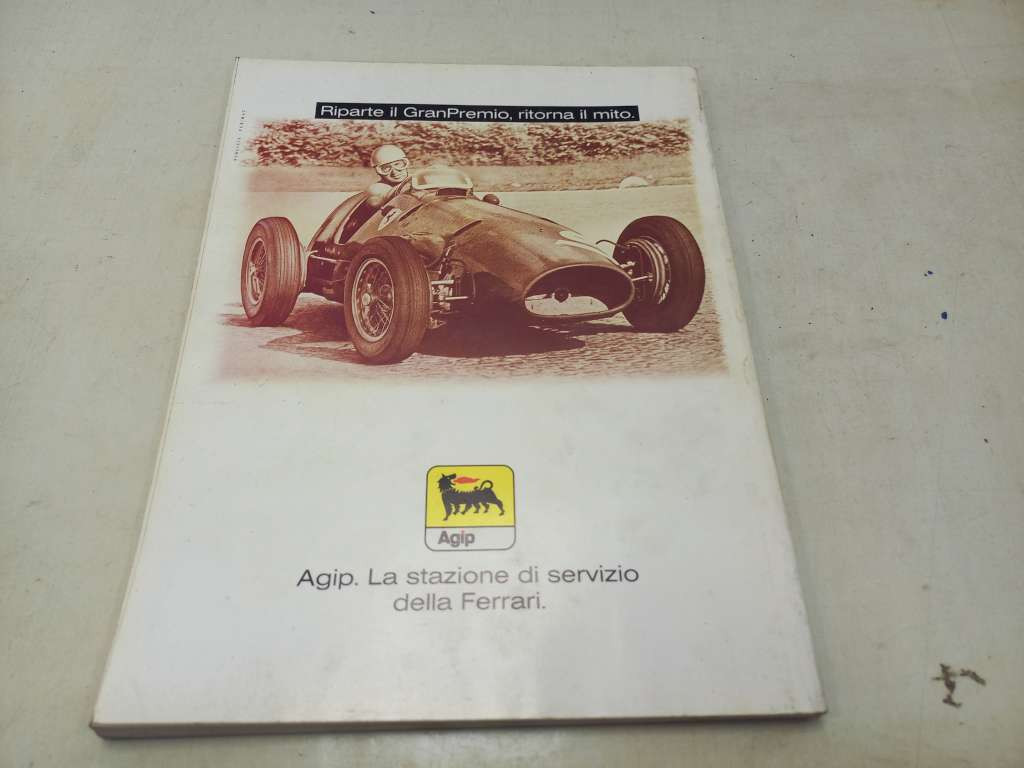 Riparte il GranPremio, ritorna il mito.
Agip
Agip. La stazione di servizio
della Ferrari.